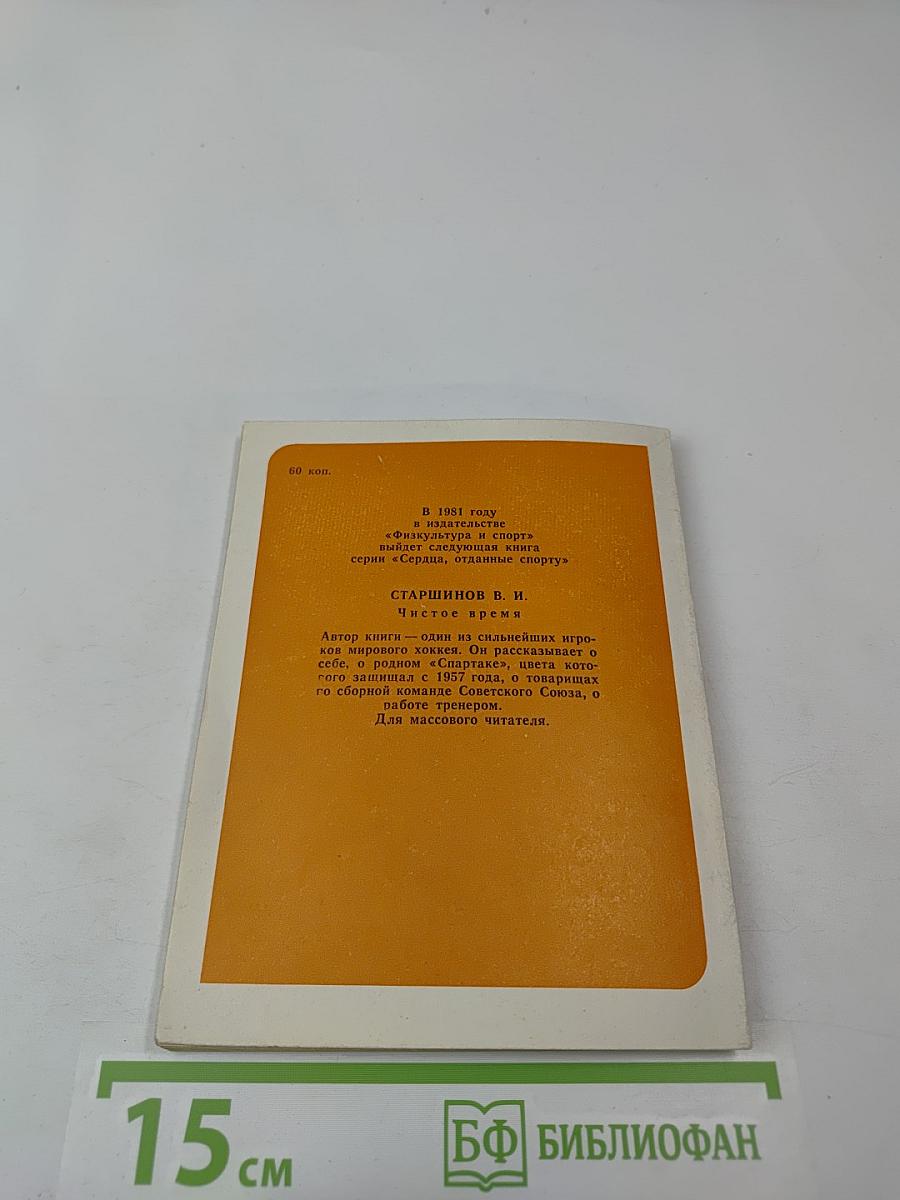 60 коп.
В 1981 году
в издательстве
«Физкультура и спорт»
выйдет следующая книга
серии «Сердца, отданные спорту»
СТАРШИНОВ В. И.
Чистое время
Автор книги — один из сильнейших игро-
ков мирового хоккея. Он рассказывает о
себе, о родном «Спартаке», цвета кото-
рого защищал с 1957 года, о товарищах
по сборной команде Советского Союза, о
работе тренером.
Для массового читателя.
15 см
БФ БИБЛИОФАН